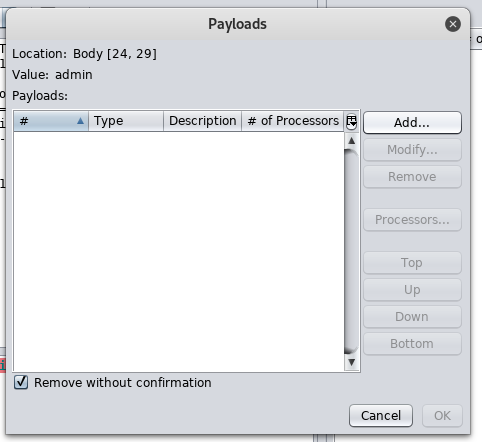 Payloads
Location: Body [24, 29]
Value: admin
Payloads:
# Type Description # of Processors
Add...
Modify...
Remove
Processors...
Top
Up
Down
Bottom
Remove without confirmation
Cancel OK